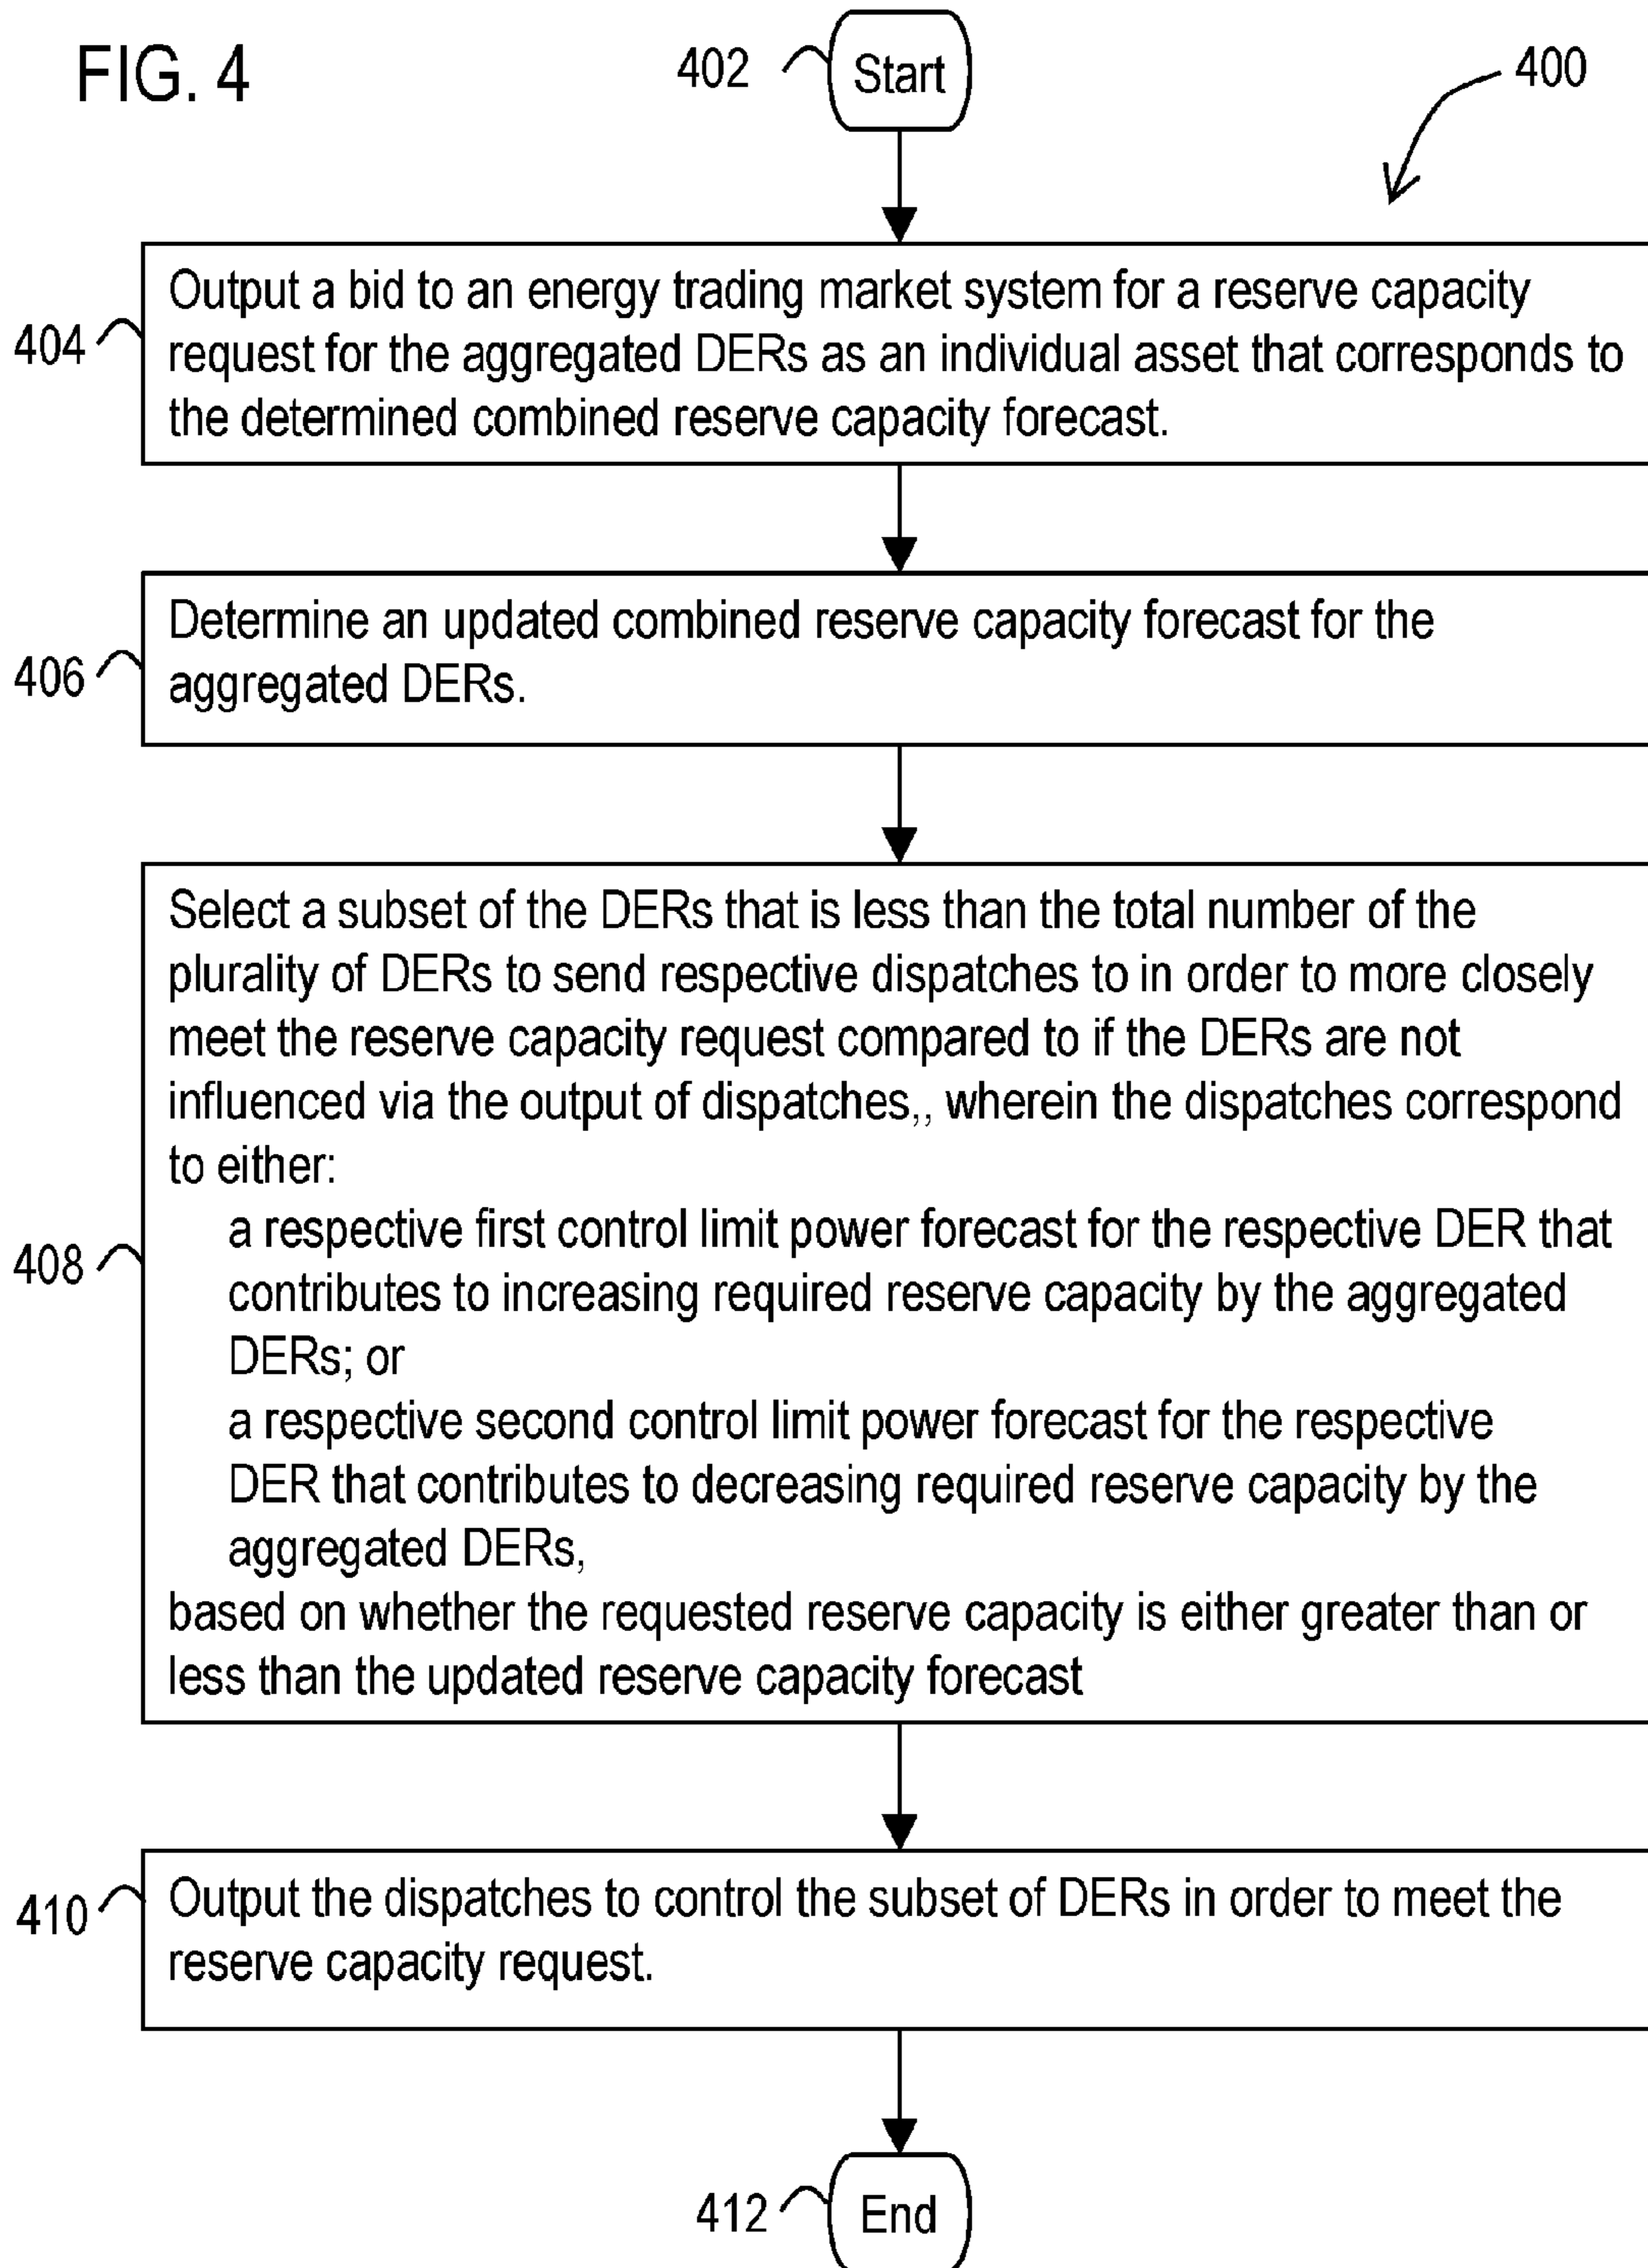 FIG. 4
402
Start
400
404
Output a bid to an energy trading market system for a reserve capacity
request for the aggregated DERs as an individual asset that corresponds to
the determined combined reserve capacity forecast.
406
Determine an updated combined reserve capacity forecast for the
aggregated DERs.
408
Select a subset of the DERs that is less than the total number of the
plurality of DERs to send respective dispatches to in order to more closely
meet the reserve capacity request compared to if the DERs are not
influenced via the output of dispatches,, wherein the dispatches correspond
to either:
a respective first control limit power forecast for the respective DER that
contributes to increasing required reserve capacity by the aggregated
DERs; or
a respective second control limit power forecast for the respective
DER that contributes to decreasing required reserve capacity by the
aggregated DERs,
based on whether the requested reserve capacity is either greater than or
less than the updated reserve capacity forecast
410
Output the dispatches to control the subset of DERs in order to meet the
reserve capacity request.
412
End